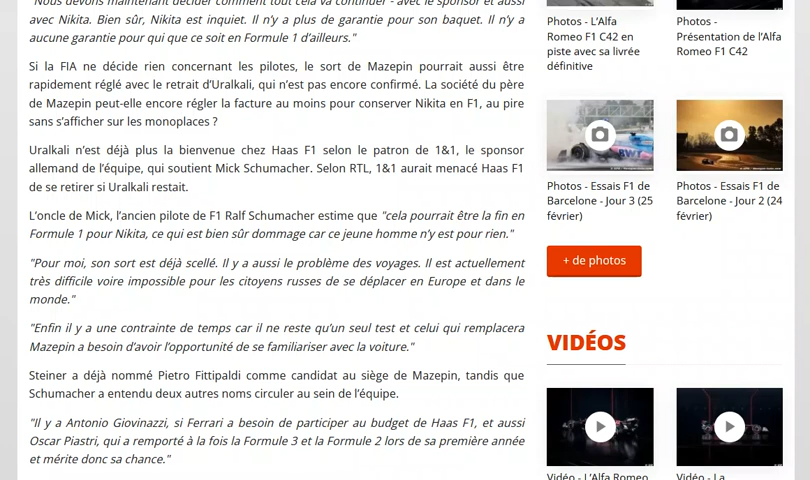 "Nous devons maintenant décider comment tout cela va continuer - avec le sponsor et aussi
avec Nikita. Bien sûr, Nikita est inquiet. Il n’y a plus de garantie pour son baquet. Il n’y a
aucune garantie pour qui que ce soit en Formule 1 d’ailleurs."
Si la FIA ne décide rien concernant les pilotes, le sort de Mazepin pourrait aussi être
rapidement réglé avec le retrait d’Uralkali, qui n’est pas encore confirmé. La société du père
de Mazepin peut-elle encore régler la facture au moins pour conserver Nikita en F1, au pire
sans s’afficher sur les monoplaces ?
Uralkali n’est déjà plus la bienvenue chez Haas F1 selon le patron de 1&1, le sponsor
allemand de l’équipe, qui soutient Mick Schumacher. Selon RTL, 1&1 aurait menacé Haas F1
de se retirer si Uralkali restait.
L’oncle de Mick, l’ancien pilote de F1 Ralf Schumacher estime que "cela pourrait être la fin en
Formule 1 pour Nikita, ce qui est bien sûr dommage car ce jeune homme n’y est pour rien."
"Pour moi, son sort est déjà scellé. Il y a aussi le problème des voyages. Il est actuellement
très difficile voire impossible pour les citoyens russes de se déplacer en Europe et dans le
monde."
"Enfin il y a une contrainte de temps car il ne reste qu’un seul test et celui qui remplacera
Mazepin a besoin d’avoir l’opportunité de se familiariser avec la voiture."
Steiner a déjà nommé Pietro Fittipaldi comme candidat au siège de Mazepin, tandis que
Schumacher a entendu deux autres noms circuler au sein de l’équipe.
"Il y a Antonio Giovinazzi, si Ferrari a besoin de participer au budget de Haas F1, et aussi
Oscar Piastri, qui a remporté à la fois la Formule 3 et la Formule 2 lors de sa première année
et mérite donc sa chance."
Photos - L’Alfa
Romeo F1 C42 en
piste avec sa livrée
définitive
Photos -
Présentation de l’Alfa
Romeo F1 C42
Photos - Essais F1 de
Barcelone - Jour 3 (25
février)
Photos - Essais F1 de
Barcelone - Jour 2 (24
février)
+ de photos
VIDÉOS
Vidéo - L’Alfa Romeo
Vidéo - La